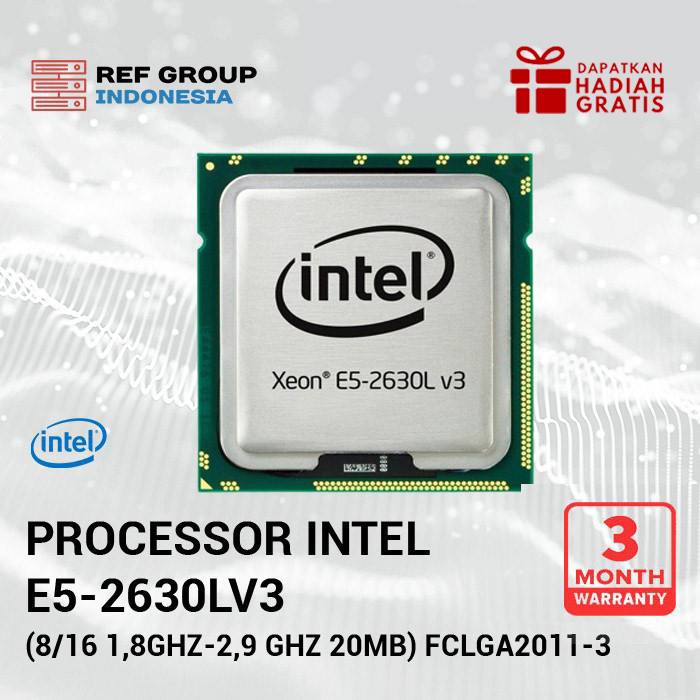 REF GROUP
INDONESIA
DAPATKAN
HADIAH
GRATIS
intel®
Xeon® E5-2630L v3
intel
PROCESSOR INTEL
E5-2630LV3
(8/16 1,8GHZ-2,9 GHZ 20MB) FCLGA2011-3
3
MONTH
WARRANTY